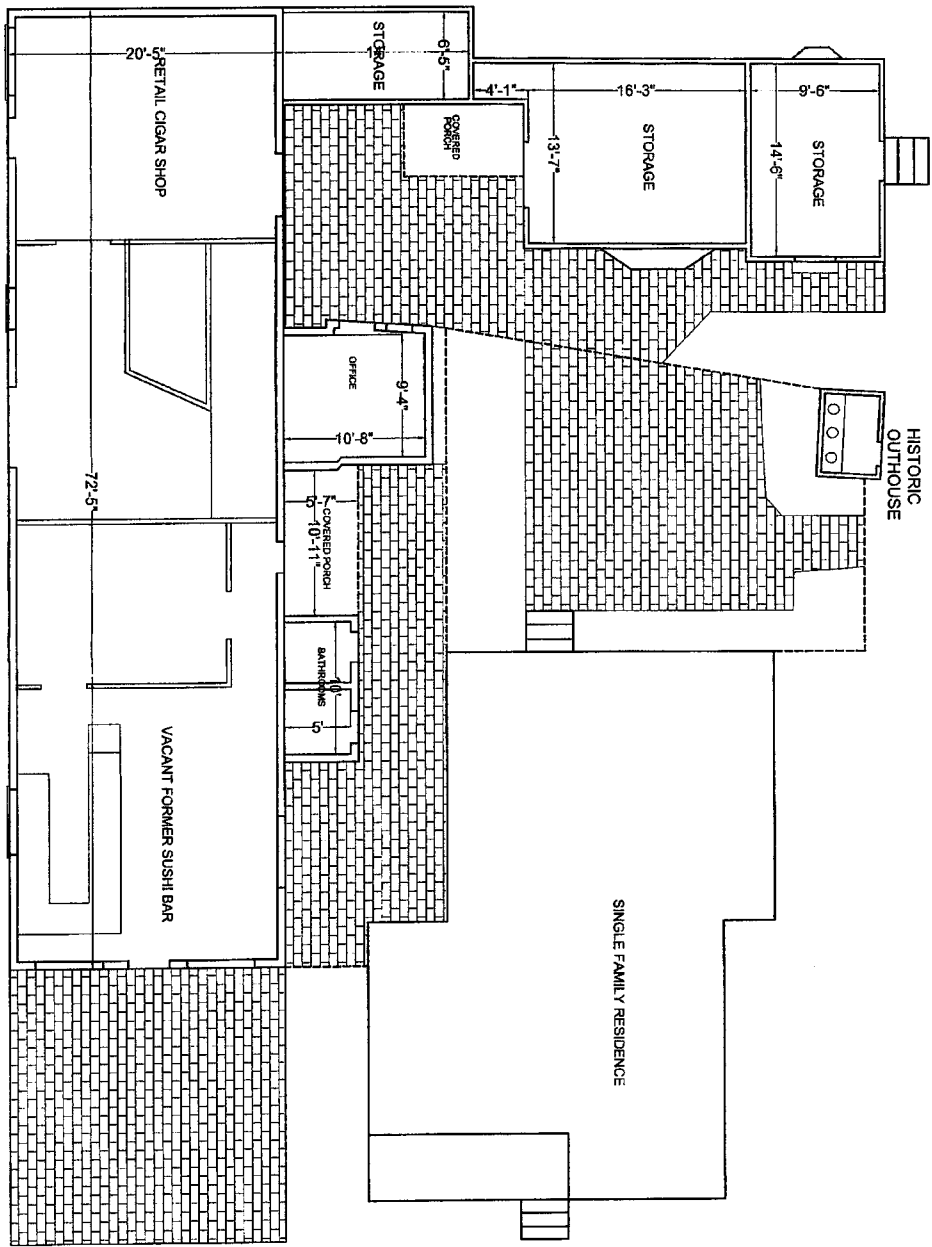 20'-5"
RETAIL CIGAR SHOP
STORAGE
6'-5"
4'-1"
16'-3"
9'-6"
COVERED
PORCH
13'-7"
STORAGE
14'-6"
STORAGE
HISTORIC
OUTHOUSE
OFFICE
9'-4"
10'-8"
72'-5"
5'-7"
COVERED PORCH
10'-11"
BATHROOMS
10'
5'
VACANT FORMER SUSHI BAR
SINGLE FAMILY RESIDENCE